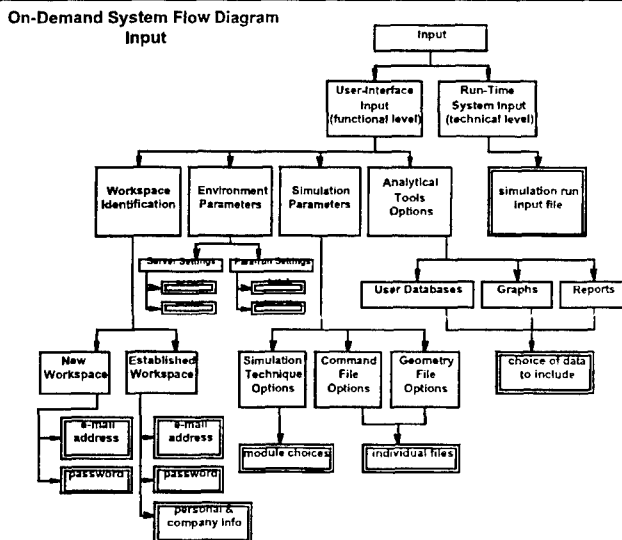 On-Demand System Flow Diagram
Input
Input
User-Interface
Input
(functional level)
Run-Time
System Input
(technical level)
Workspace
Identification
Environment
Parameters
Simulation
Parameters
Analytical
Tools
Options
simulation run
input file
Server Settings
Para-run Settings
User Databases
Graphs
Reports
New
Workspace
Established
Workspace
Simulation
Technique
Options
Command
File
Options
Geometry
File
Options
choice of data
to include
e-mail
address
e-mail
address
module choices
individual files
password
password
personal &
company info